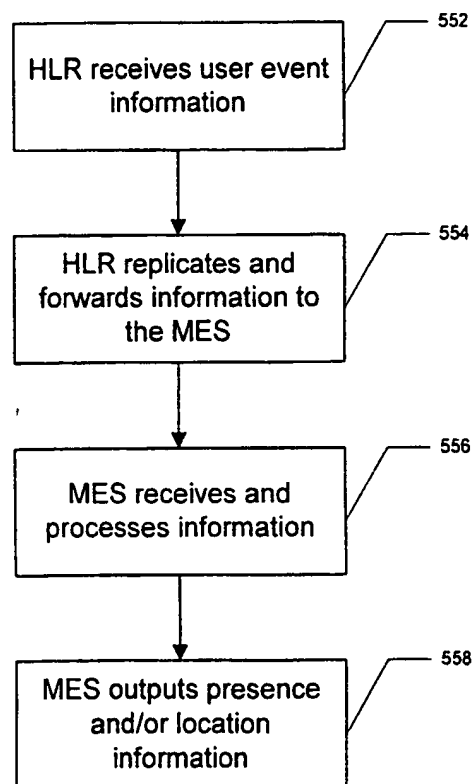 552
HLR receives user event
information
554
HLR replicates and
forwards information to
the MES
556
MES receives and
processes information
558
MES outputs presence
and/or location
information